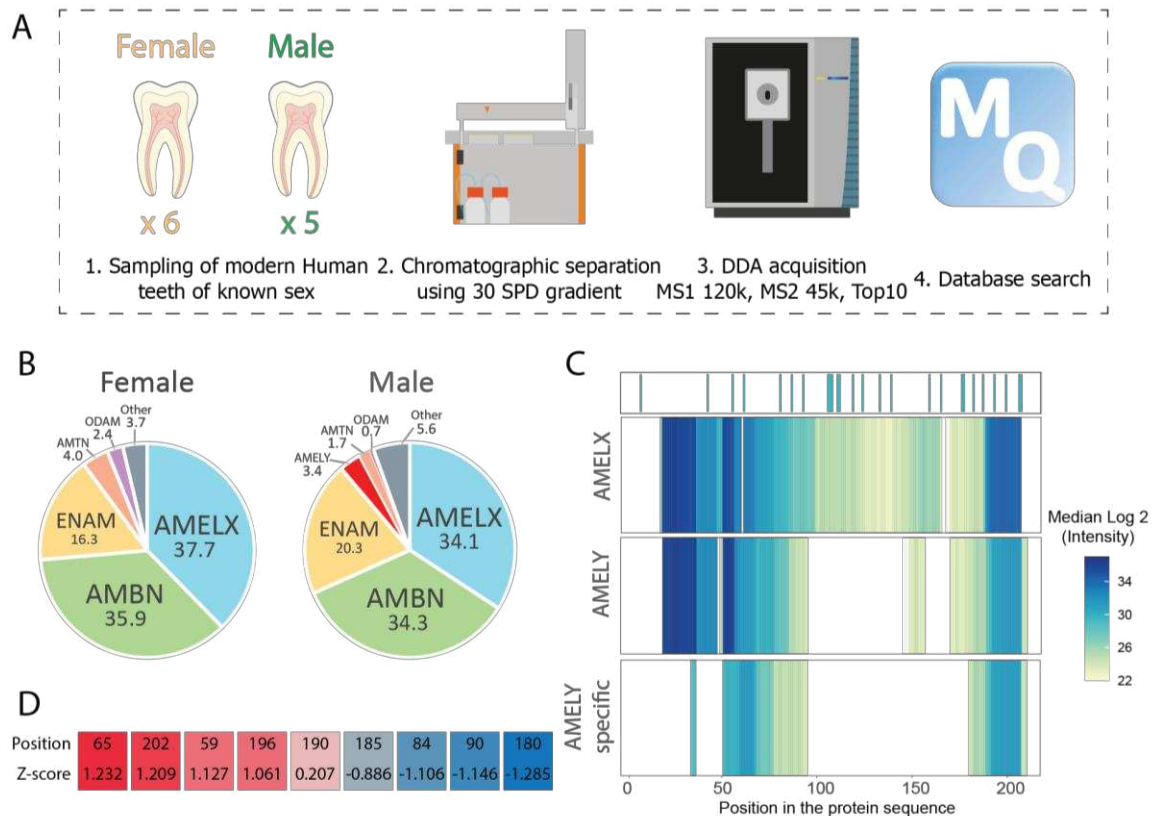 A
Female
Male
x 6
x 5
M
Q
1. Sampling of modern Human
teeth of known sex
2. Chromatographic separation
using 30 SPD gradient
3. DDA acquisition
MS1 120k, MS2 45k, Top10
4. Database search
B
Female
AMELX
37.7
AMBN
35.9
ENAM
16.3
AMTN
4.0
ODAM
2.4
Other
3.7
Male
AMELX
34.1
AMBN
34.3
ENAM
20.3
AMELY
3.4
AMTN
1.7
ODAM
0.7
Other
5.6
C
AMELX
AMELY
AMELY
specific
0 50 100 150 200
Position in the protein sequence
Median Log 2
(Intensity)
34
30
26
22
D
Position 65 202 59 196 190 185 84 90 180
Z-score 1.232 1.209 1.127 1.061 0.207 -0.886 -1.106 -1.146 -1.285